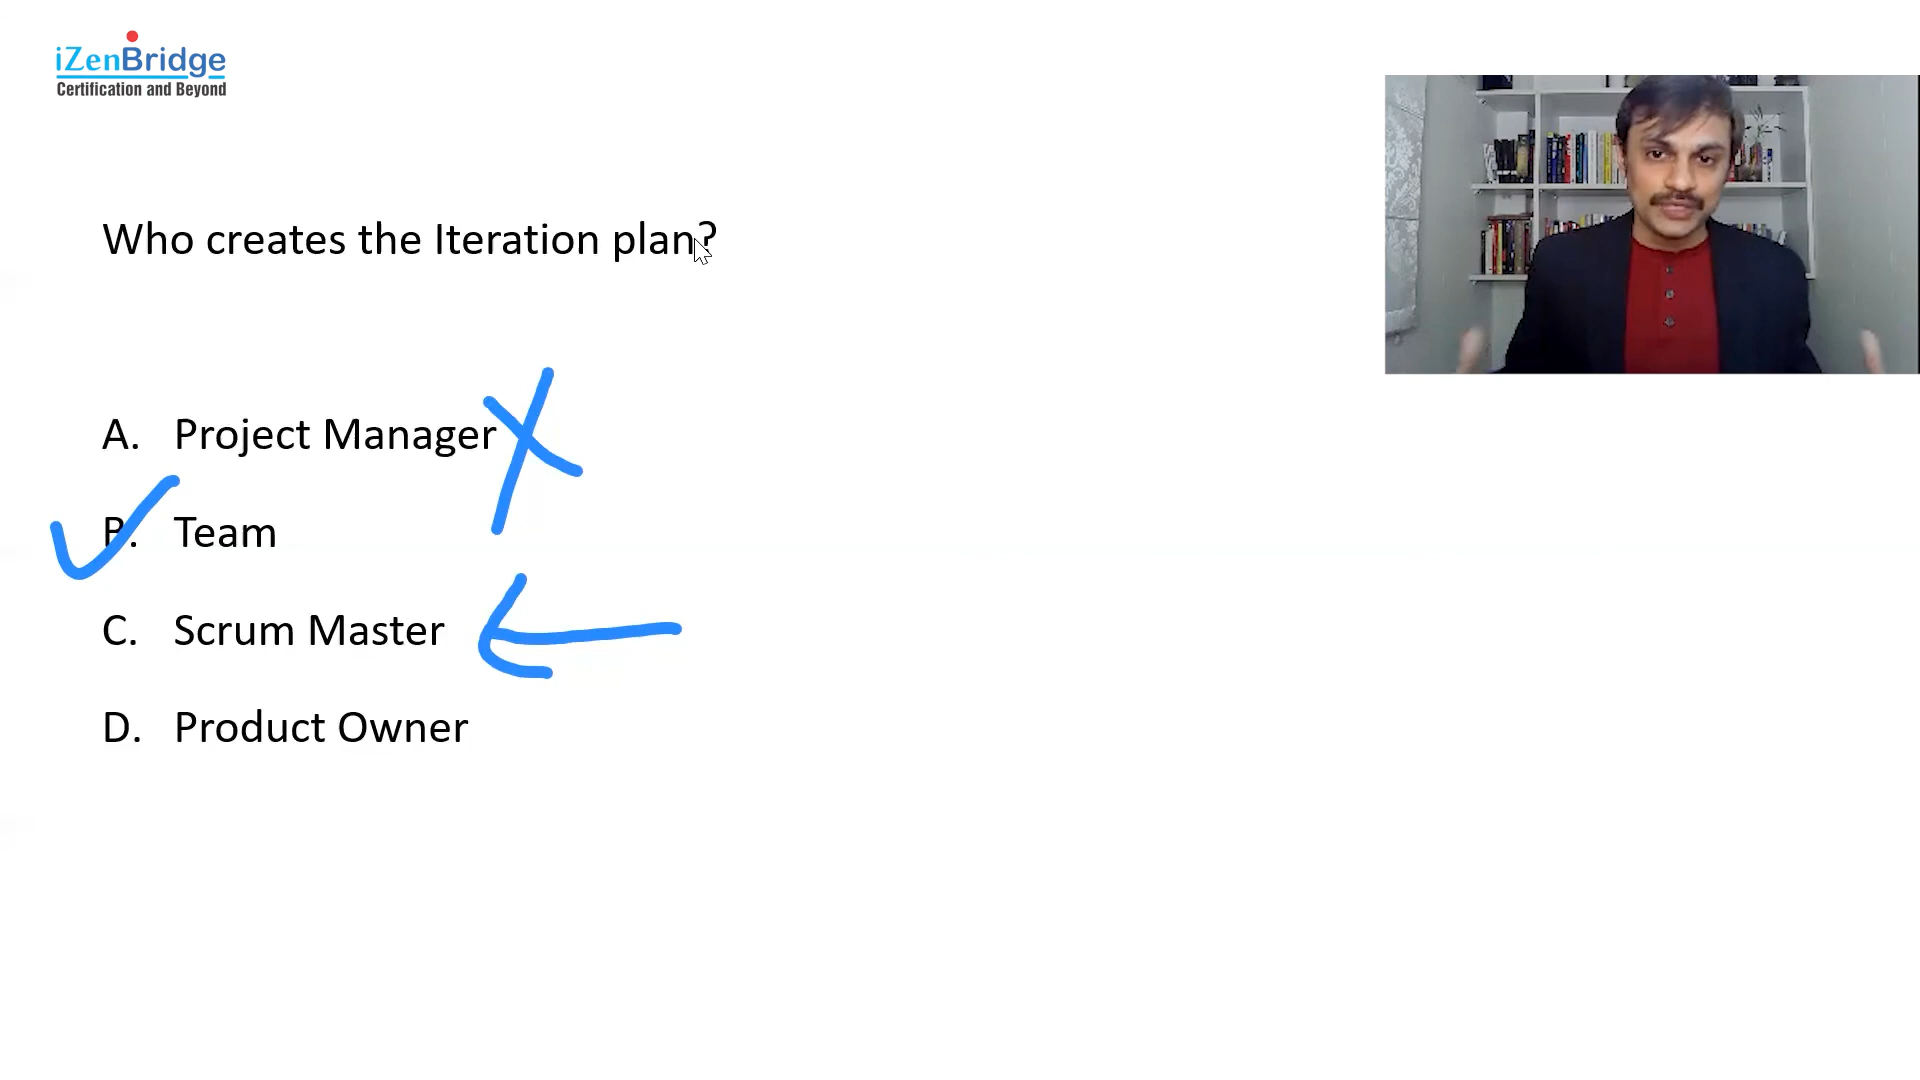 iZenBridge
Certification and Beyond
Who creates the Iteration plan?
A. Project Manager
B. Team
C. Scrum Master
D. Product Owner